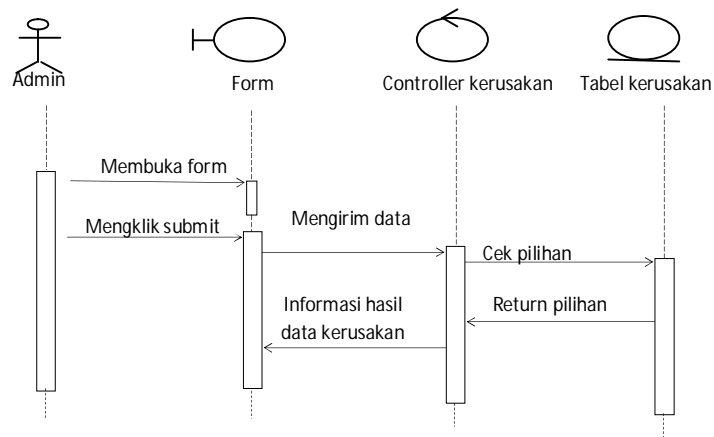 Admin
Form
Controller kerusakan
Tabel kerusakan
Membuka form
Mengklik submit
Mengirim data
Cek pilihan
Informasi hasil
data kerusakan
Return pilihan